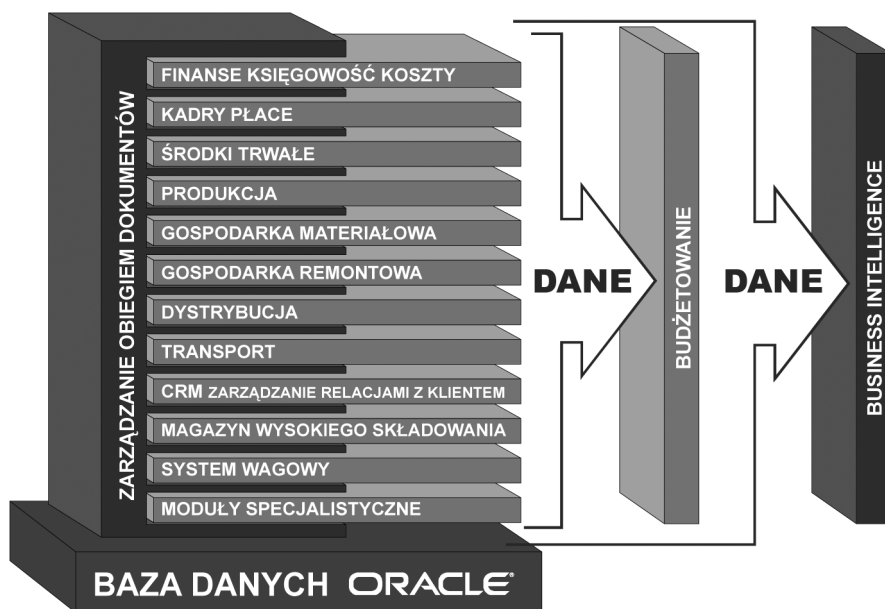 ZARZĄDZANIE OBIEGIEM DOKUMENTÓW
FINANSE KSIĘGOWOŚĆ KOSZTY
KADRY PŁACE
ŚRODKI TRWAŁE
PRODUKCJA
GOSPODARKA MATERIAŁOWA
GOSPODARKA REMONTOWA
DYSTRYBUCJA
TRANSPORT
CRM ZARZĄDZANIE RELACJAMI Z KLIENTEM
MAGAZYN WYSOKIEGO SKŁADOWANIA
SYSTEM WAGOWY
MODUŁY SPECJALISTYCZNE
BAZA DANYCH ORACLE®
DANE
BUDŻETOWANIE
DANE
BUSINESS INTELLIGENCE